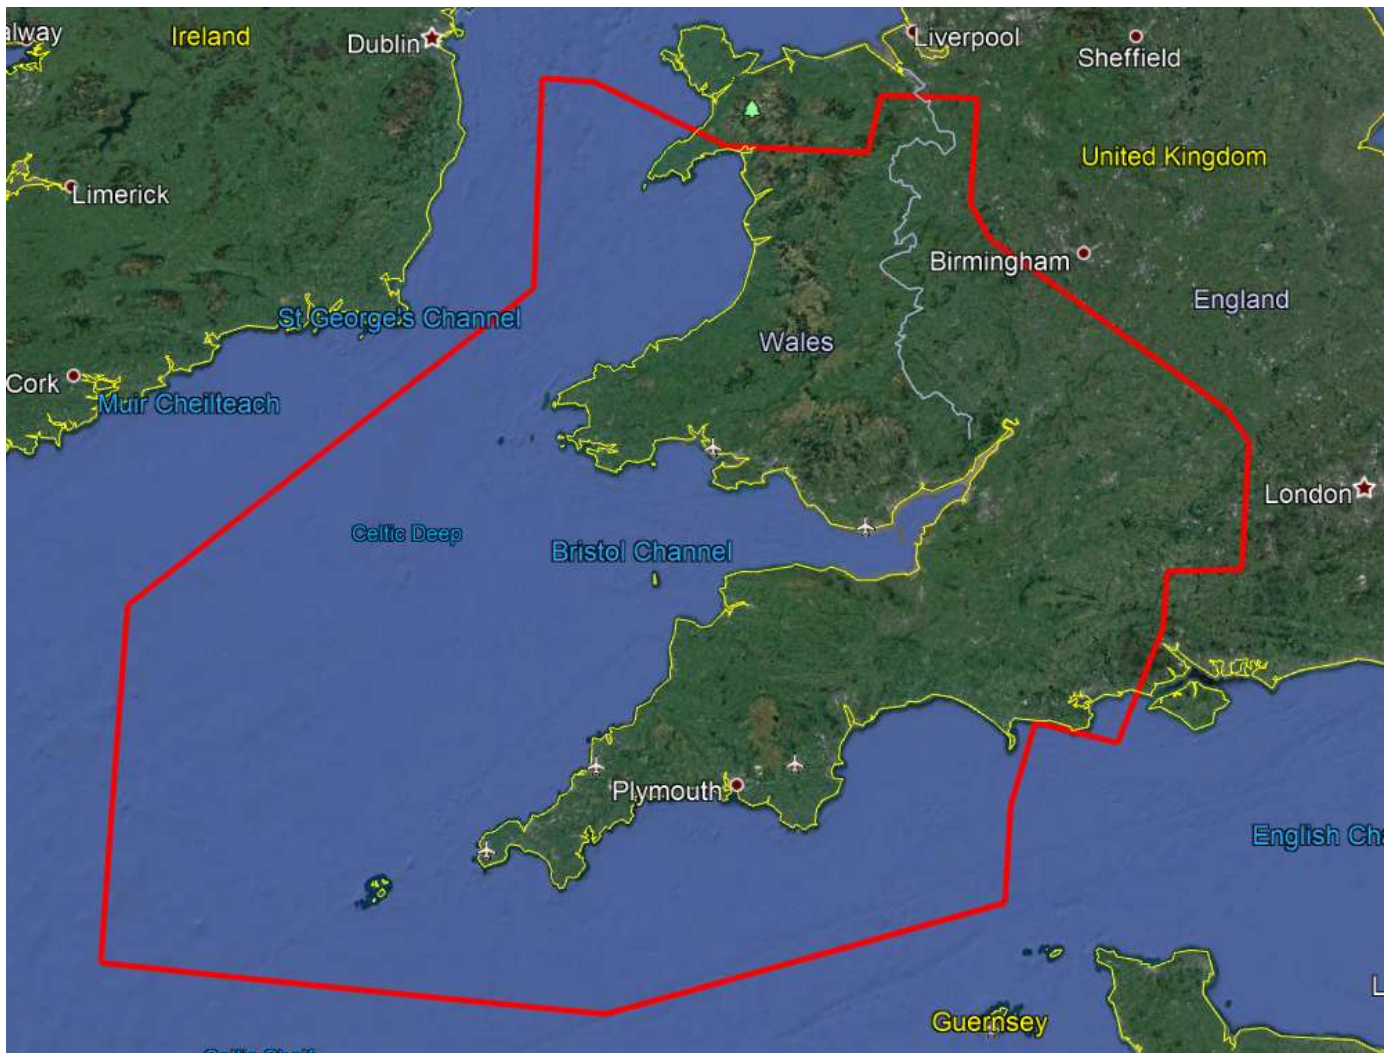 alway
Ireland
Dublin
Liverpool
Sheffield
United Kingdom
Limerick
Birmingham
England
St George's Channel
Wales
Cork
Muir Cheilteach
London
Celtic Deep
Bristol Channel
Plymouth
English Cha
L
Guernsey